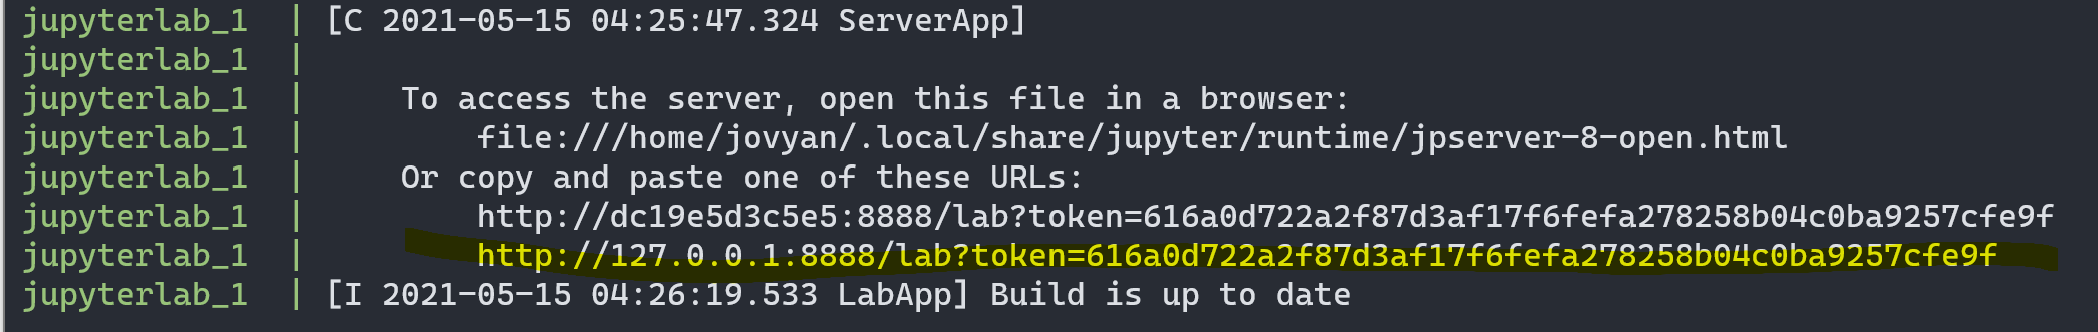 jupyterlab_1  | [C 2021-05-15 04:25:47.324 ServerApp]
jupyterlab_1  |
jupyterlab_1  |     To access the server, open this file in a browser:
jupyterlab_1  |         file:///home/jovyan/.local/share/jupyter/runtime/jpserver-8-open.html
jupyterlab_1  |     Or copy and paste one of these URLs:
jupyterlab_1  |         http://dc19e5d3c5e5:8888/lab?token=616a0d722a2f87d3af17f6fefa278258b04c0ba9257cfe9f
jupyterlab_1  |         http://127.0.0.1:8888/lab?token=616a0d722a2f87d3af17f6fefa278258b04c0ba9257cfe9f
jupyterlab_1  | [I 2021-05-15 04:26:19.533 LabApp] Build is up to date